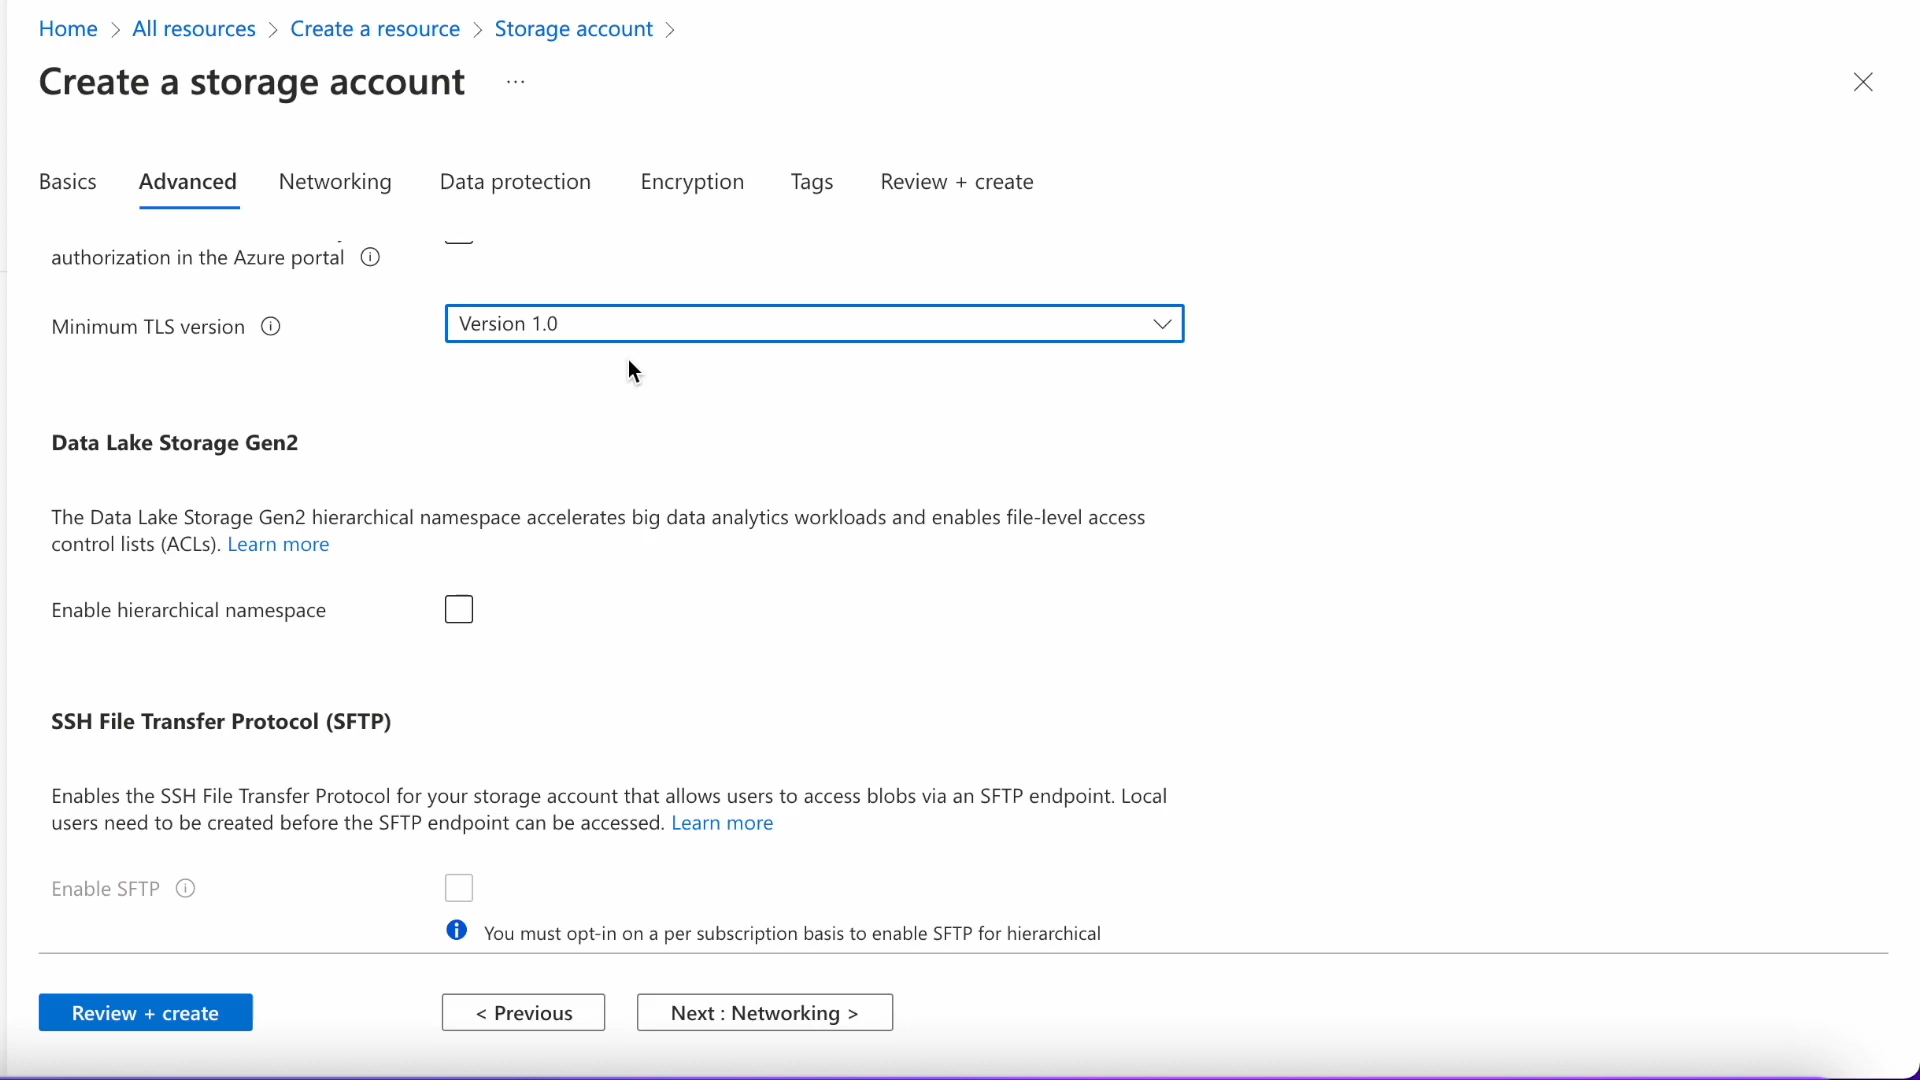 Home > All resources > Create a resource > Storage account >
Create a storage account ...
Basics Advanced Networking Data protection Encryption Tags Review + create
authorization in the Azure portal
Minimum TLS version Version 1.0
Data Lake Storage Gen2
The Data Lake Storage Gen2 hierarchical namespace accelerates big data analytics workloads and enables file-level access
control lists (ACLs). Learn more
Enable hierarchical namespace
SSH File Transfer Protocol (SFTP)
Enables the SSH File Transfer Protocol for your storage account that allows users to access blobs via an SFTP endpoint. Local
users need to be created before the SFTP endpoint can be accessed. Learn more
Enable SFTP
You must opt-in on a per subscription basis to enable SFTP for hierarchical
Review + create < Previous Next : Networking >